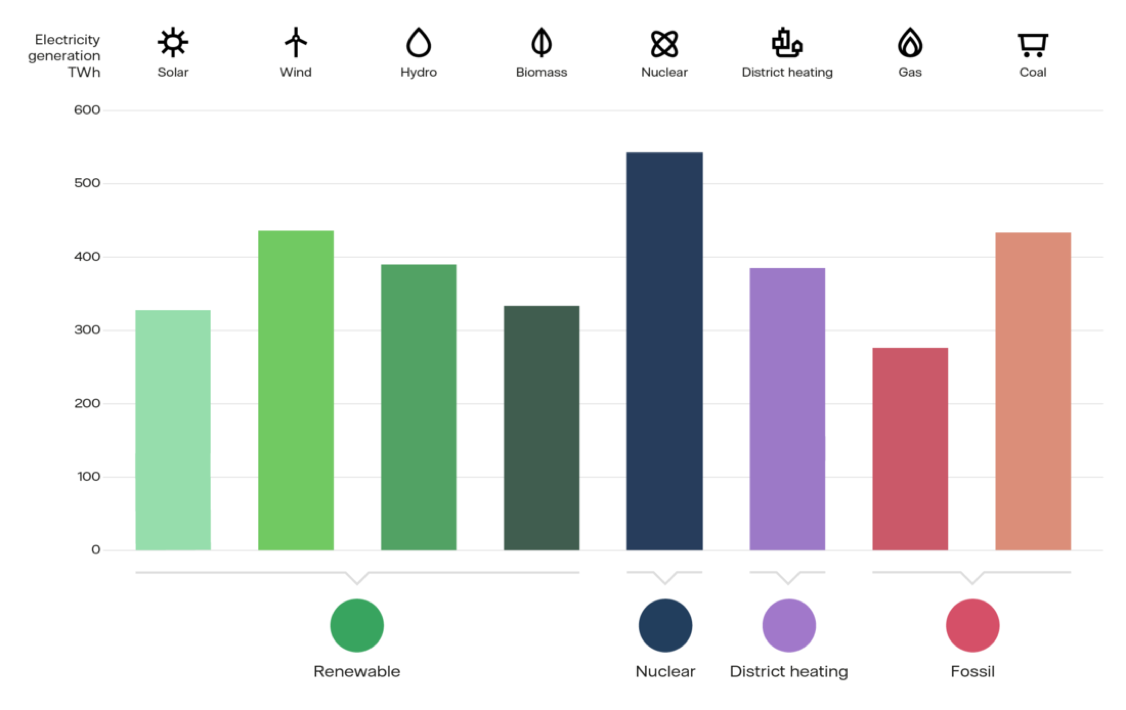 Electricity
generation
TWh
Solar
Wind
Hydro
Biomass
Nuclear
District heating
Gas
Coal
600
500
400
300
200
100
0
Renewable
Nuclear
District heating
Fossil